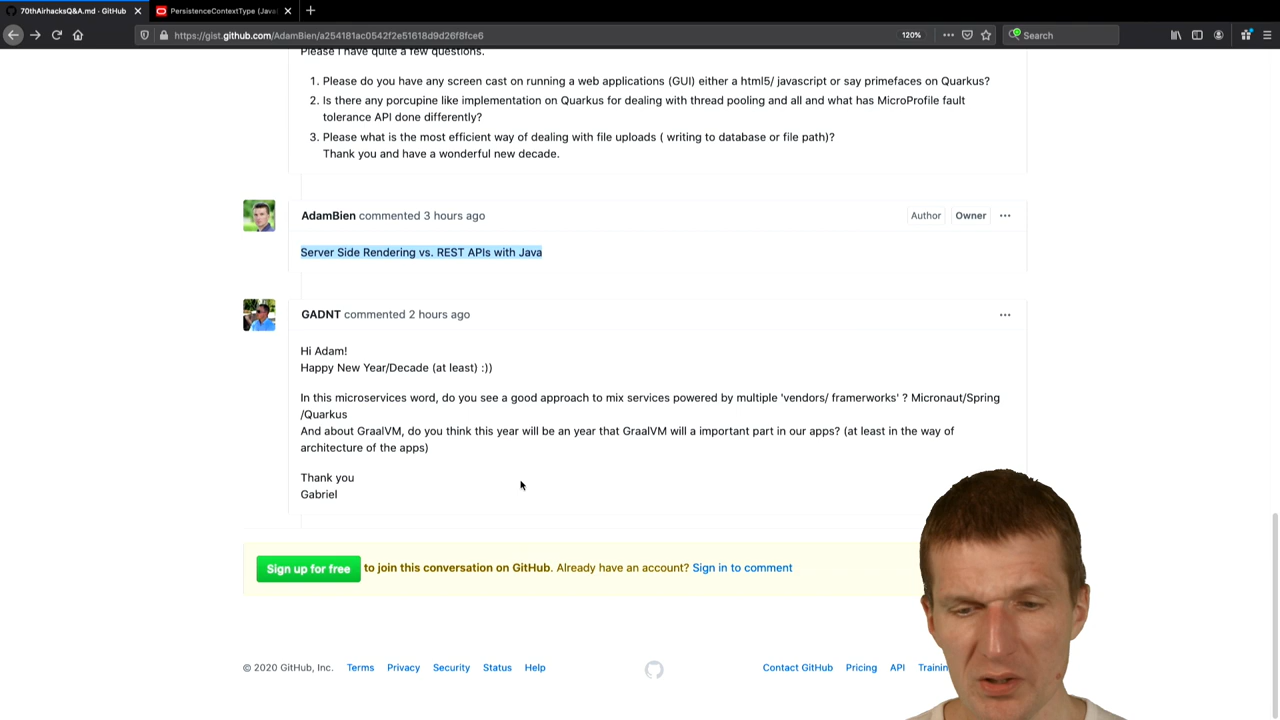 70thAirhacksQ&A.md · GitHub
PersistenceContextType (Java
https://gist.github.com/AdamBien/a254181ac0542f2e51618d9d26f8fce6
120%
Search
Please I have quite a few questions.
1. Please do you have any screen cast on running a web applications (GUI) either a html5/ javascript or say primefaces on Quarkus?
2. Is there any porcupine like implementation on Quarkus for dealing with thread pooling and all and what has MicroProfile fault
tolerance API done differently?
3. Please what is the most efficient way of dealing with file uploads ( writing to database or file path)?
Thank you and have a wonderful new decade.
AdamBien commented 3 hours ago
Author
Owner
Server Side Rendering vs. REST APIs with Java
GADNT commented 2 hours ago
Hi Adam!
Happy New Year/Decade (at least) :))
In this microservices word, do you see a good approach to mix services powered by multiple 'vendors/ framerworks' ? Micronaut/Spring
/Quarkus
And about GraalVM, do you think this year will be an year that GraalVM will a important part in our apps? (at least in the way of
architecture of the apps)
Thank you
Gabriel
Sign up for free to join this conversation on GitHub. Already have an account? Sign in to comment
© 2020 GitHub, Inc. Terms Privacy Security Status Help
Contact GitHub Pricing API Trainin